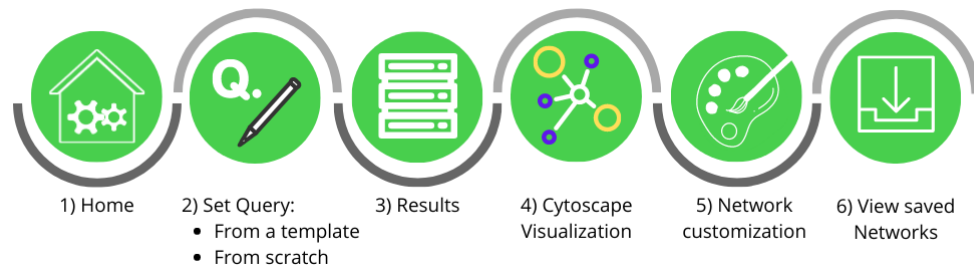 Q.
1) Home
2) Set Query:
• From a template
• From scratch
3) Results
4) Cytoscape
Visualization
5) Network
customization
6) View saved
Networks